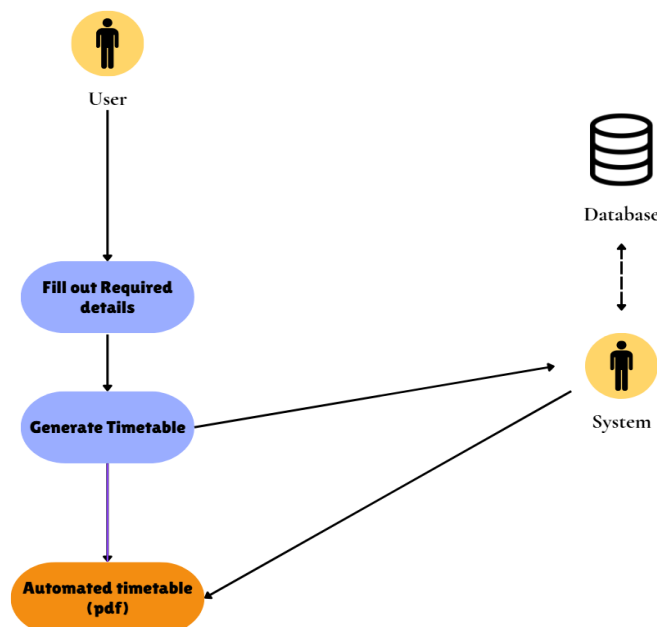 User
Database
Fill out Required
details
Generate Timetable
System
Automated timetable
(pdf)